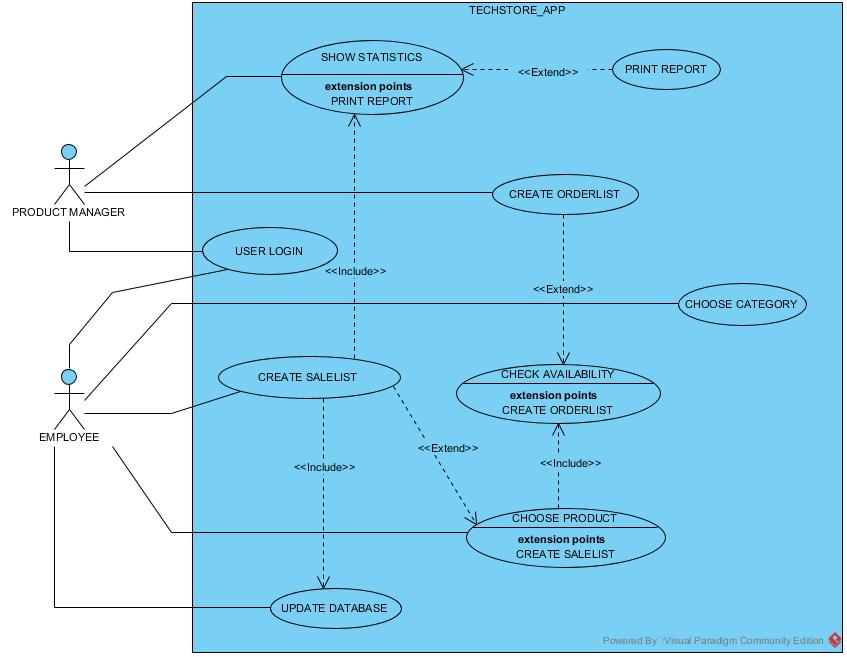 TECHSTORE_APP
SHOW STATISTICS
extension points
PRINT REPORT
<<Extend>>
PRINT REPORT
PRODUCT MANAGER
CREATE ORDERLIST
USER LOGIN
<<Include>>
<<Extend>>
CHOOSE CATEGORY
CREATE SALELIST
CHECK AVAILABILITY
extension points
CREATE ORDERLIST
EMPLOYEE
<<Extend>>
<<Include>>
<<Include>>
CHOOSE PRODUCT
extension points
CREATE SALELIST
UPDATE DATABASE
Powered By Visual Paradigm Community Edition